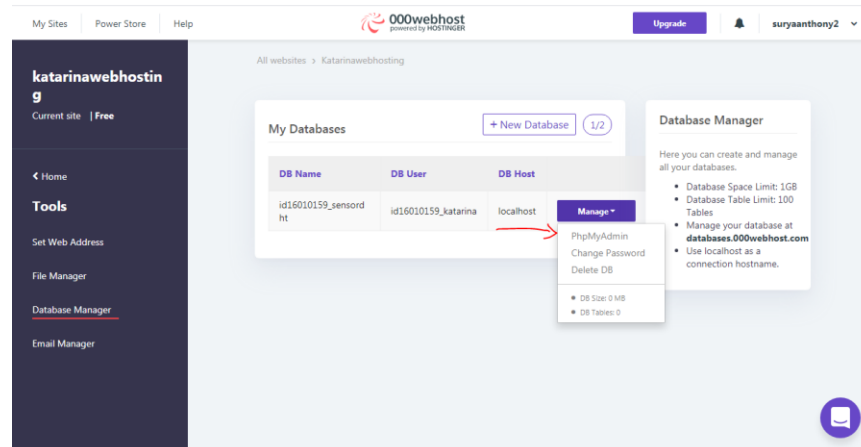 My Sites
Power Store
Help
000webhost
powered by HOSTINGER
Upgrade
suryaanthony2
katarinawebhostin
g
Current site | Free
Home
Tools
Set Web Address
File Manager
Database Manager
Email Manager
All websites > Katarinawebhosting
My Databases
+ New Database
1/2
DB Name DB User DB Host
id16010159_sensord
ht
id16010159_katarina
localhost
Manage
PhpMyAdmin
Change Password
Delete DB
DB Size: 0 MB
DB Tables: 0
Database Manager
Here you can create and manage
all your databases.
Database Space Limit: 1GB
Database Table Limit: 100
Tables
Manage your database at
databases.000webhost.com
Use localhost as a
connection hostname.